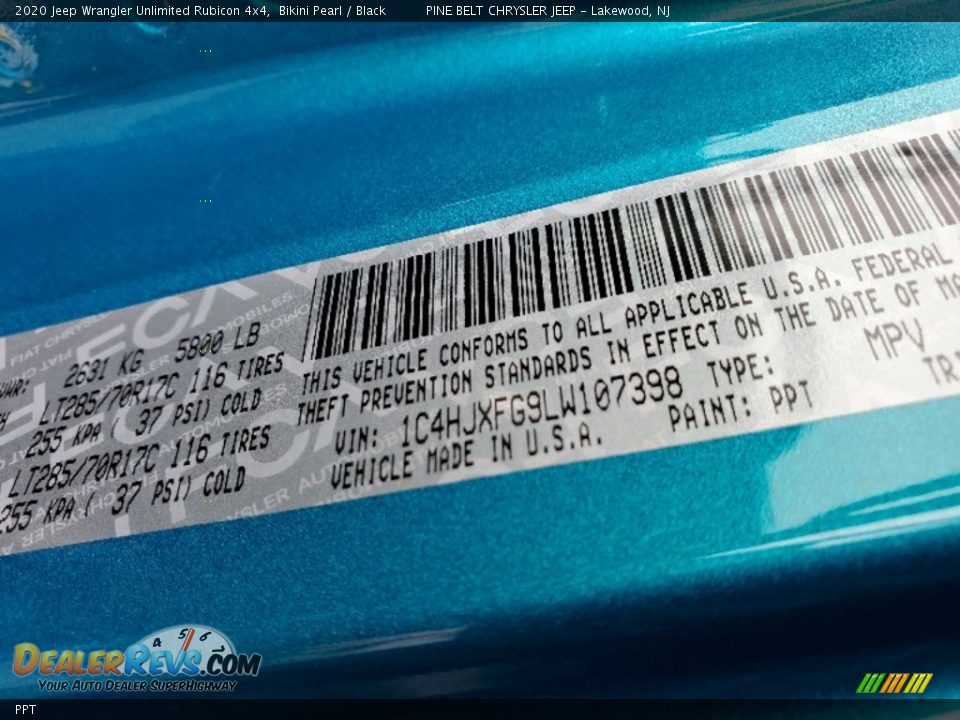 2020 Jeep Wrangler Unlimited Rubicon 4x4, Bikini Pearl / Black PINE BELT CHRYSLER JEEP - Lakewood, NJ
2631 KG 5800 LB
LT285/70R17C 116 TIRES
255 KPA ( 37 PSI) COLD
LT285/70R17C 116 TIRES
255 KPA ( 37 PSI) COLD
THIS VEHICLE CONFORMS TO ALL APPLICABLE U.S.A. FEDERAL
THEFT PREVENTION STANDARDS IN EFFECT ON THE DATE OF
VIN: 1C4HJXFG9LW107398 TYPE: MPV
VEHICLE MADE IN U.S.A. PAINT: PPT
DEALERREVS.COM
YOUR AUTO DEALER SUPERHIGHWAY
4 5 6
PPT